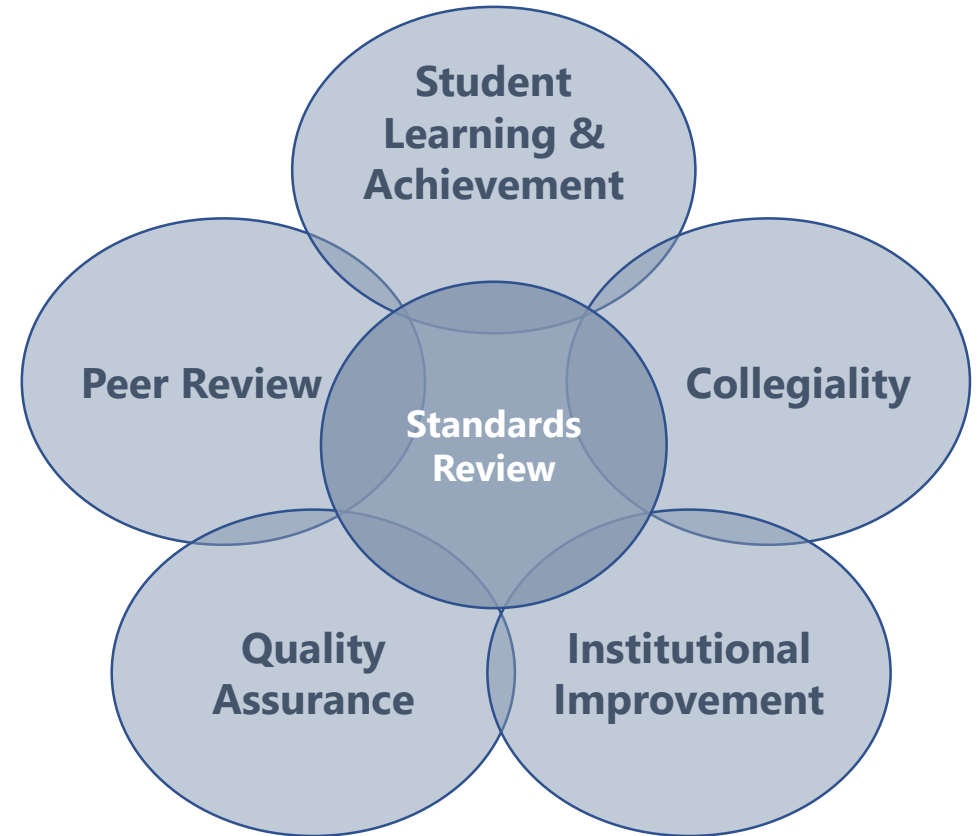 Student
Learning &
Achievement
Peer Review
Collegiality
Standards
Review
Quality
Assurance
Institutional
Improvement